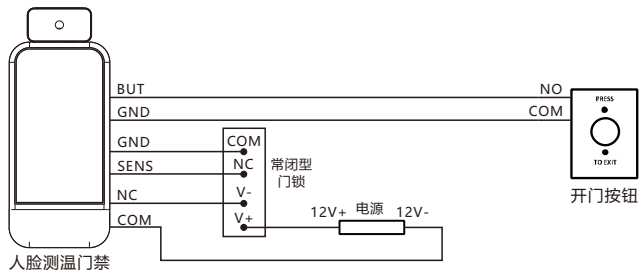 BUT
GND
GND
SENS
NC
COM
人脸测温门禁
COM
NC
V-
V+
常闭型
门锁
12V+ 电源 12V-
NO
COM
PRESS
TO EXIT
开门按钮